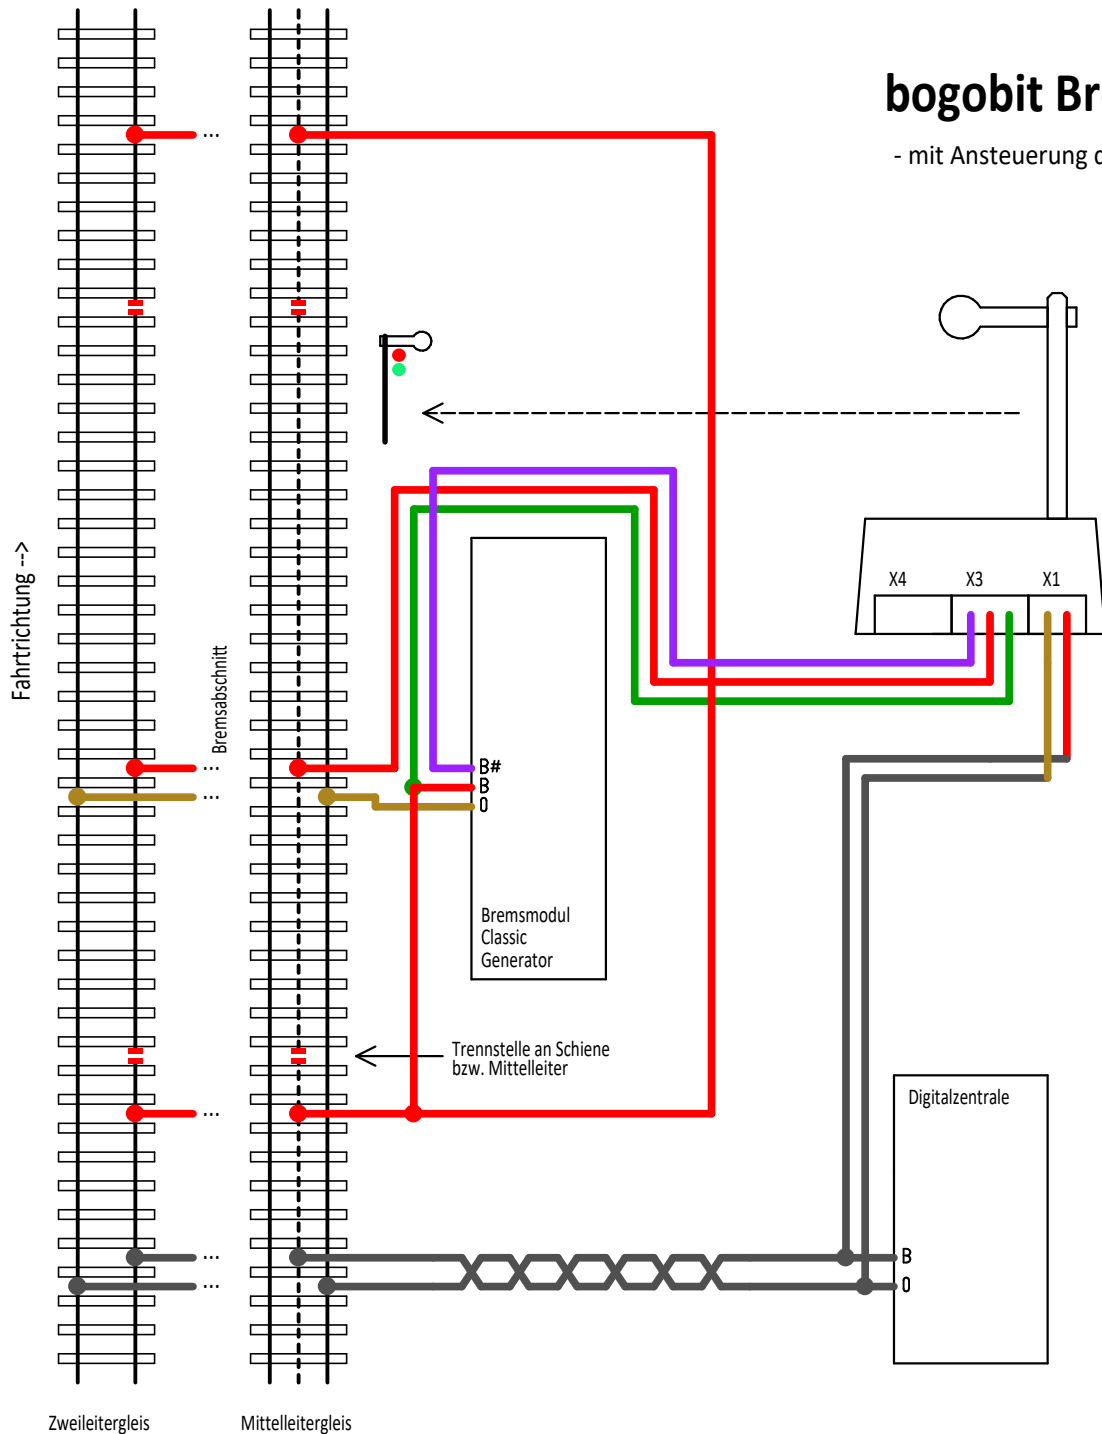 bogobit Br
- mit Ansteuerung d
...
...
Fahrtrichtung -->
X4
X3
X1
Bremsabschnitt
...
...
B#
B
0
Bremsmodul
Classic
Generator
Trennstelle an Schiene
bzw. Mittelleiter
Digitalzentrale
...
...
B
...
0
Zweileitergleis
Mittelleitergleis